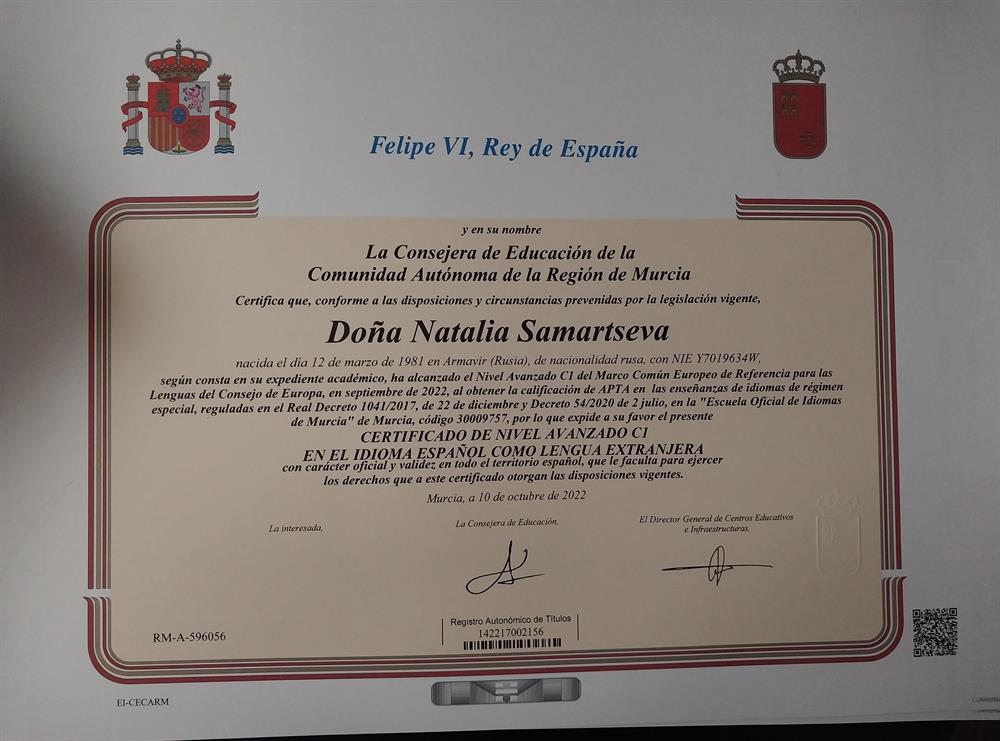 Felipe VI, Rey de España
y en su nombre
La Consejera de Educación de la
Comunidad Autónoma de la Región de Murcia
Certifica que, conforme a las disposiciones y circunstancias prevenidas por la legislación vigente,
Doña Natalia Samartseva
nacida el día 12 de marzo de 1981 en Armavir (Rusia), de nacionalidad rusa, con NIE Y7019634W,
según consta en su expediente académico, ha alcanzado el Nivel Avanzado C1 del Marco Común Europeo de Referencia para las
Lenguas del Consejo de Europa, en septiembre de 2022, al obtener la calificación de APTA en las enseñanzas de idiomas de régimen
especial, reguladas en el Real Decreto 1041/2017, de 22 de diciembre y Decreto 54/2020 de 2 julio, en la "Escuela Oficial de Idiomas
de Murcia" de Murcia, código 30009757, por lo que expide a su favor el presente
CERTIFICADO DE NIVEL AVANZADO C1
EN EL IDIOMA ESPAÑOL COMO LENGUA EXTRANJERA
con carácter oficial y validez en todo el territorio español, que le faculta para ejercer
los derechos que a este certificado otorgan las disposiciones vigentes.
Murcia, a 10 de octubre de 2022
La interesada,
La Consejera de Educación,
El Director General de Centros Educativos
e Infraestructuras,
Registro Autonómico de Títulos
142217002156
RM-A-596056
EI-CECARM